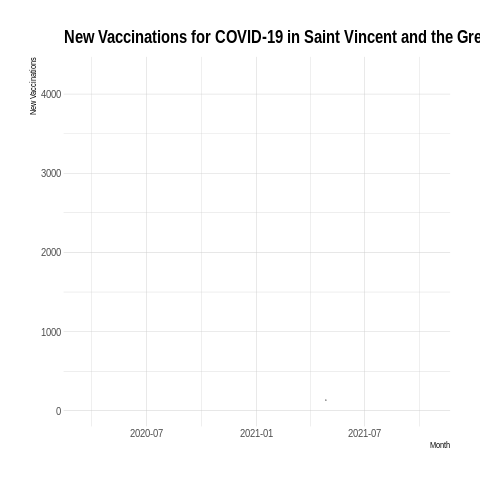 New Vaccinations for COVID-19 in Saint Vincent and the Gre
New Vaccinations
4000
3000
2000
1000
0
2020-07 2021-01 2021-07
Month